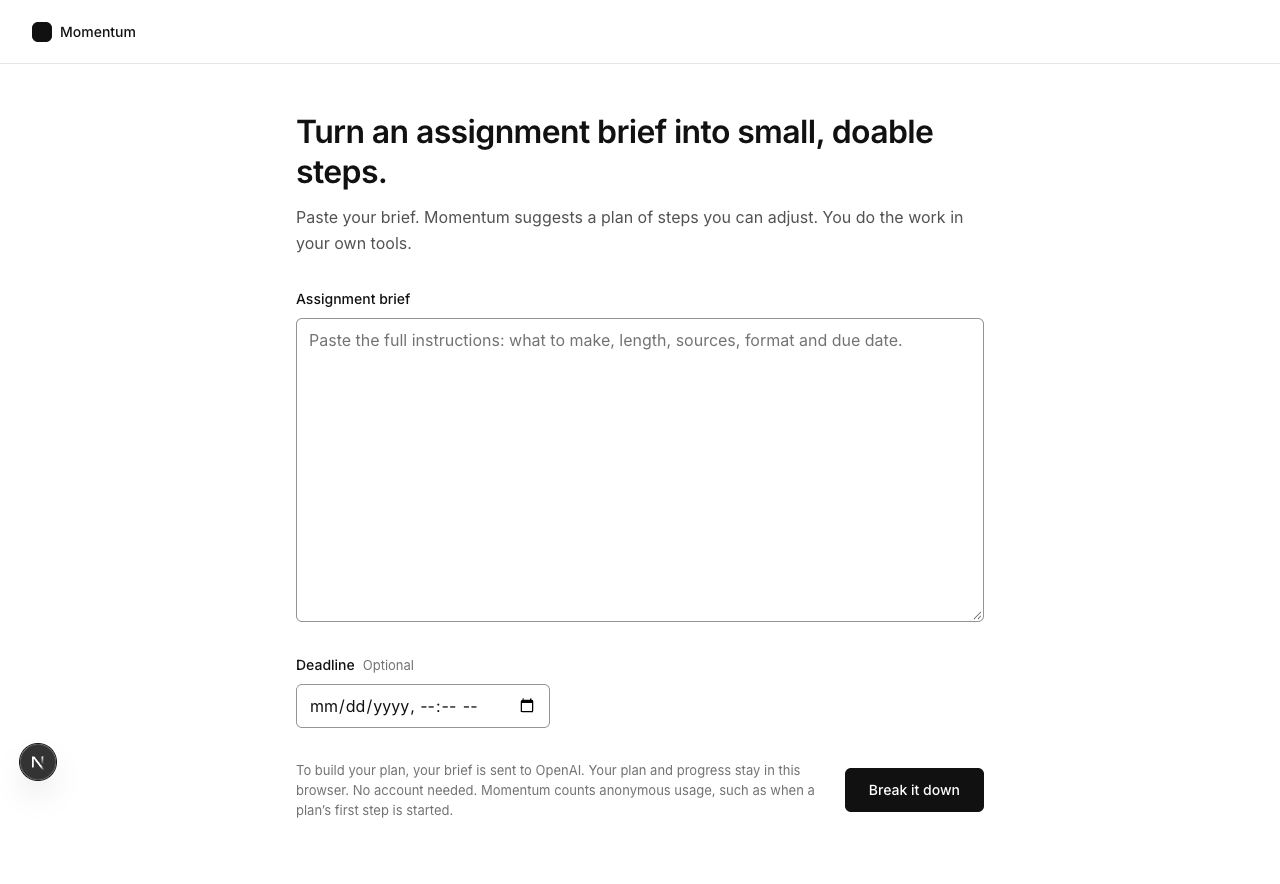 Momentum
Turn an assignment brief into small, doable
steps.
Paste your brief. Momentum suggests a plan of steps you can adjust. You do the work in
your own tools.
Assignment brief
Paste the full instructions: what to make, length, sources, format and due date.
Deadline Optional
mm/dd/yyyy, --:-- --
To build your plan, your brief is sent to OpenAI. Your plan and progress stay in this
browser. No account needed. Momentum counts anonymous usage, such as when a
plan’s first step is started.
Break it down
N